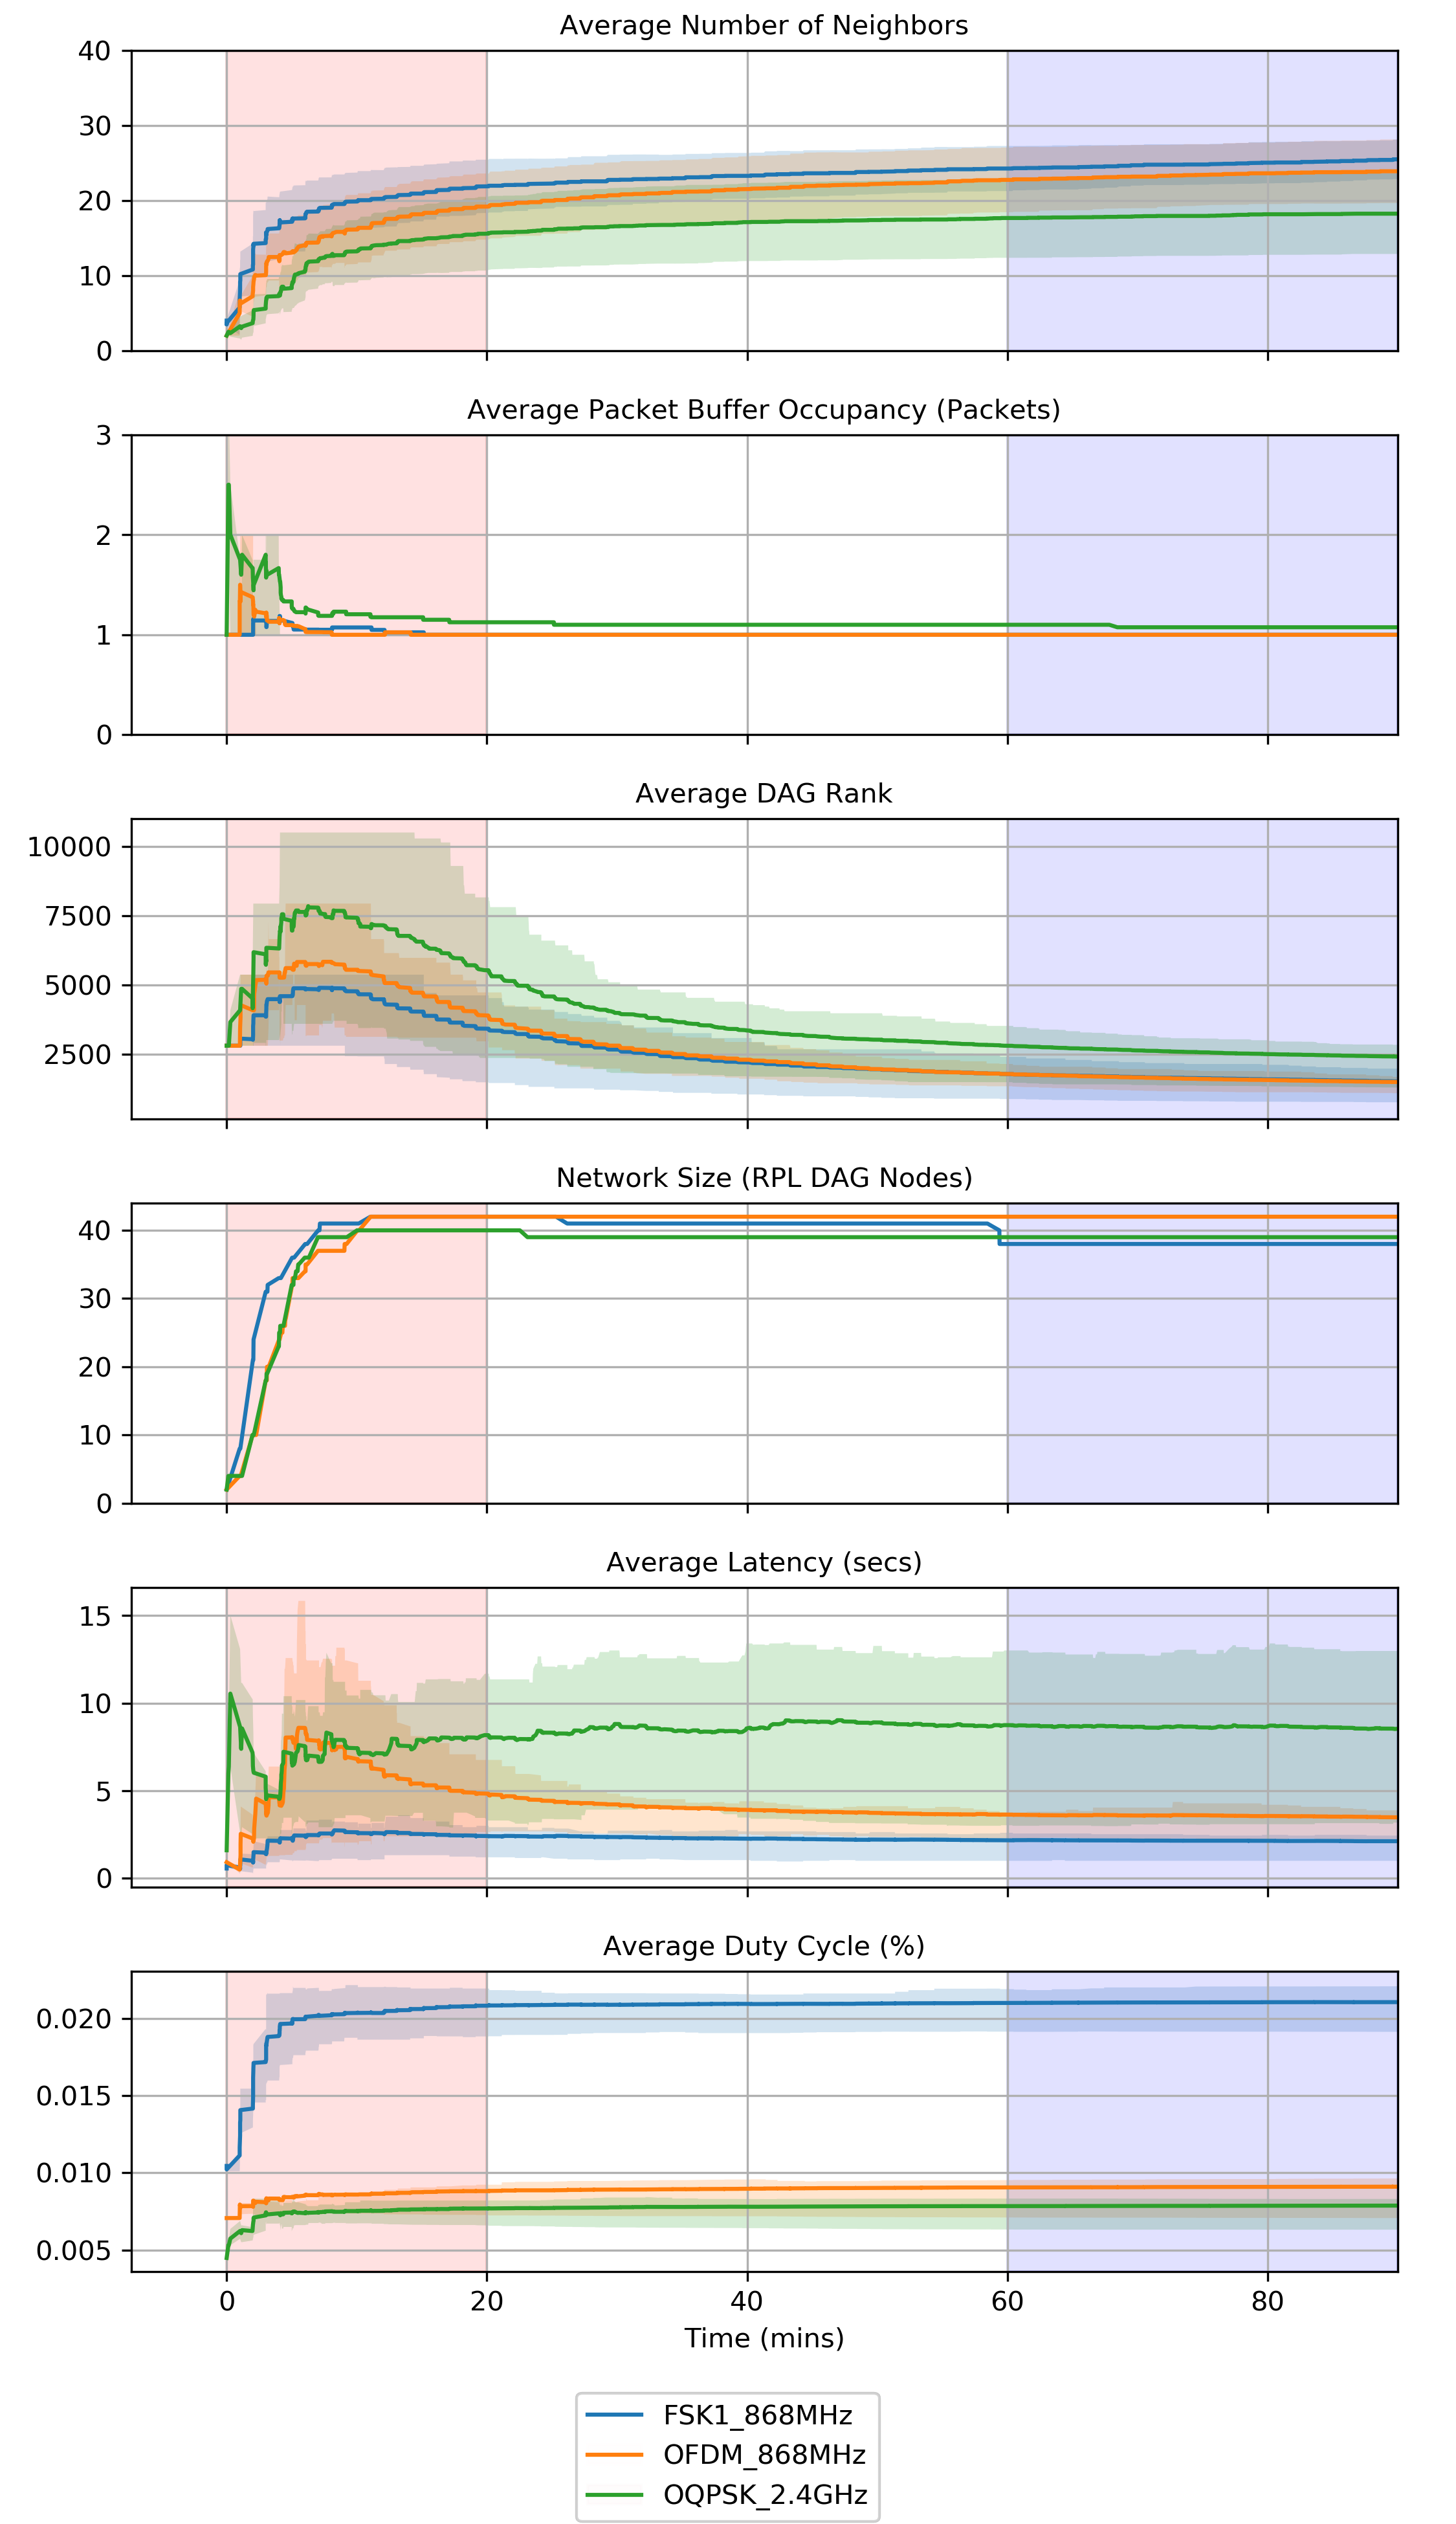 Average Number of Neighbors
40
30
20
10
0
Average Packet Buffer Occupancy (Packets)
3
2
1
0
Average DAG Rank
10000
7500
5000
2500
Network Size (RPL DAG Nodes)
40
30
20
10
0
Average Latency (secs)
15
10
5
0
Average Duty Cycle (%)
0.020
0.015
0.010
0.005
0 20 40 60 80
Time (mins)
FSK1_868MHz
OFDM_868MHz
OQPSK_2.4GHz